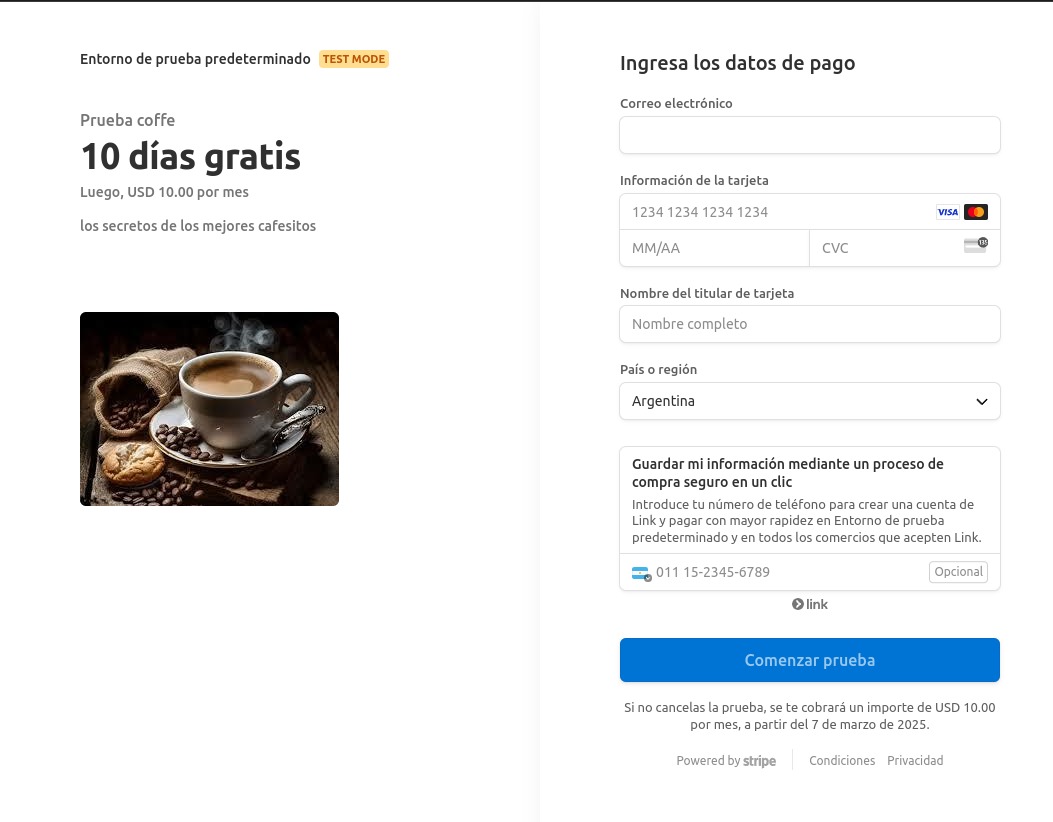 Entorno de prueba predeterminado TEST MODE
Prueba coffe
10 días gratis
Luego, USD 10.00 por mes
los secretos de los mejores cafesitos
Ingresa los datos de pago
Correo electrónico
Información de la tarjeta
1234 1234 1234 1234 VISA
MM/AA CVC 135
Nombre del titular de tarjeta
Nombre completo
País o región
Argentina
Guardar mi información mediante un proceso de
compra seguro en un clic
Introduce tu número de teléfono para crear una cuenta de
Link y pagar con mayor rapidez en Entorno de prueba
predeterminado y en todos los comercios que acepten Link.
011 15-2345-6789 Opcional
link
Comenzar prueba
Si no cancelas la prueba, se te cobrará un importe de USD 10.00
por mes, a partir del 7 de marzo de 2025.
Powered by stripe Condiciones Privacidad